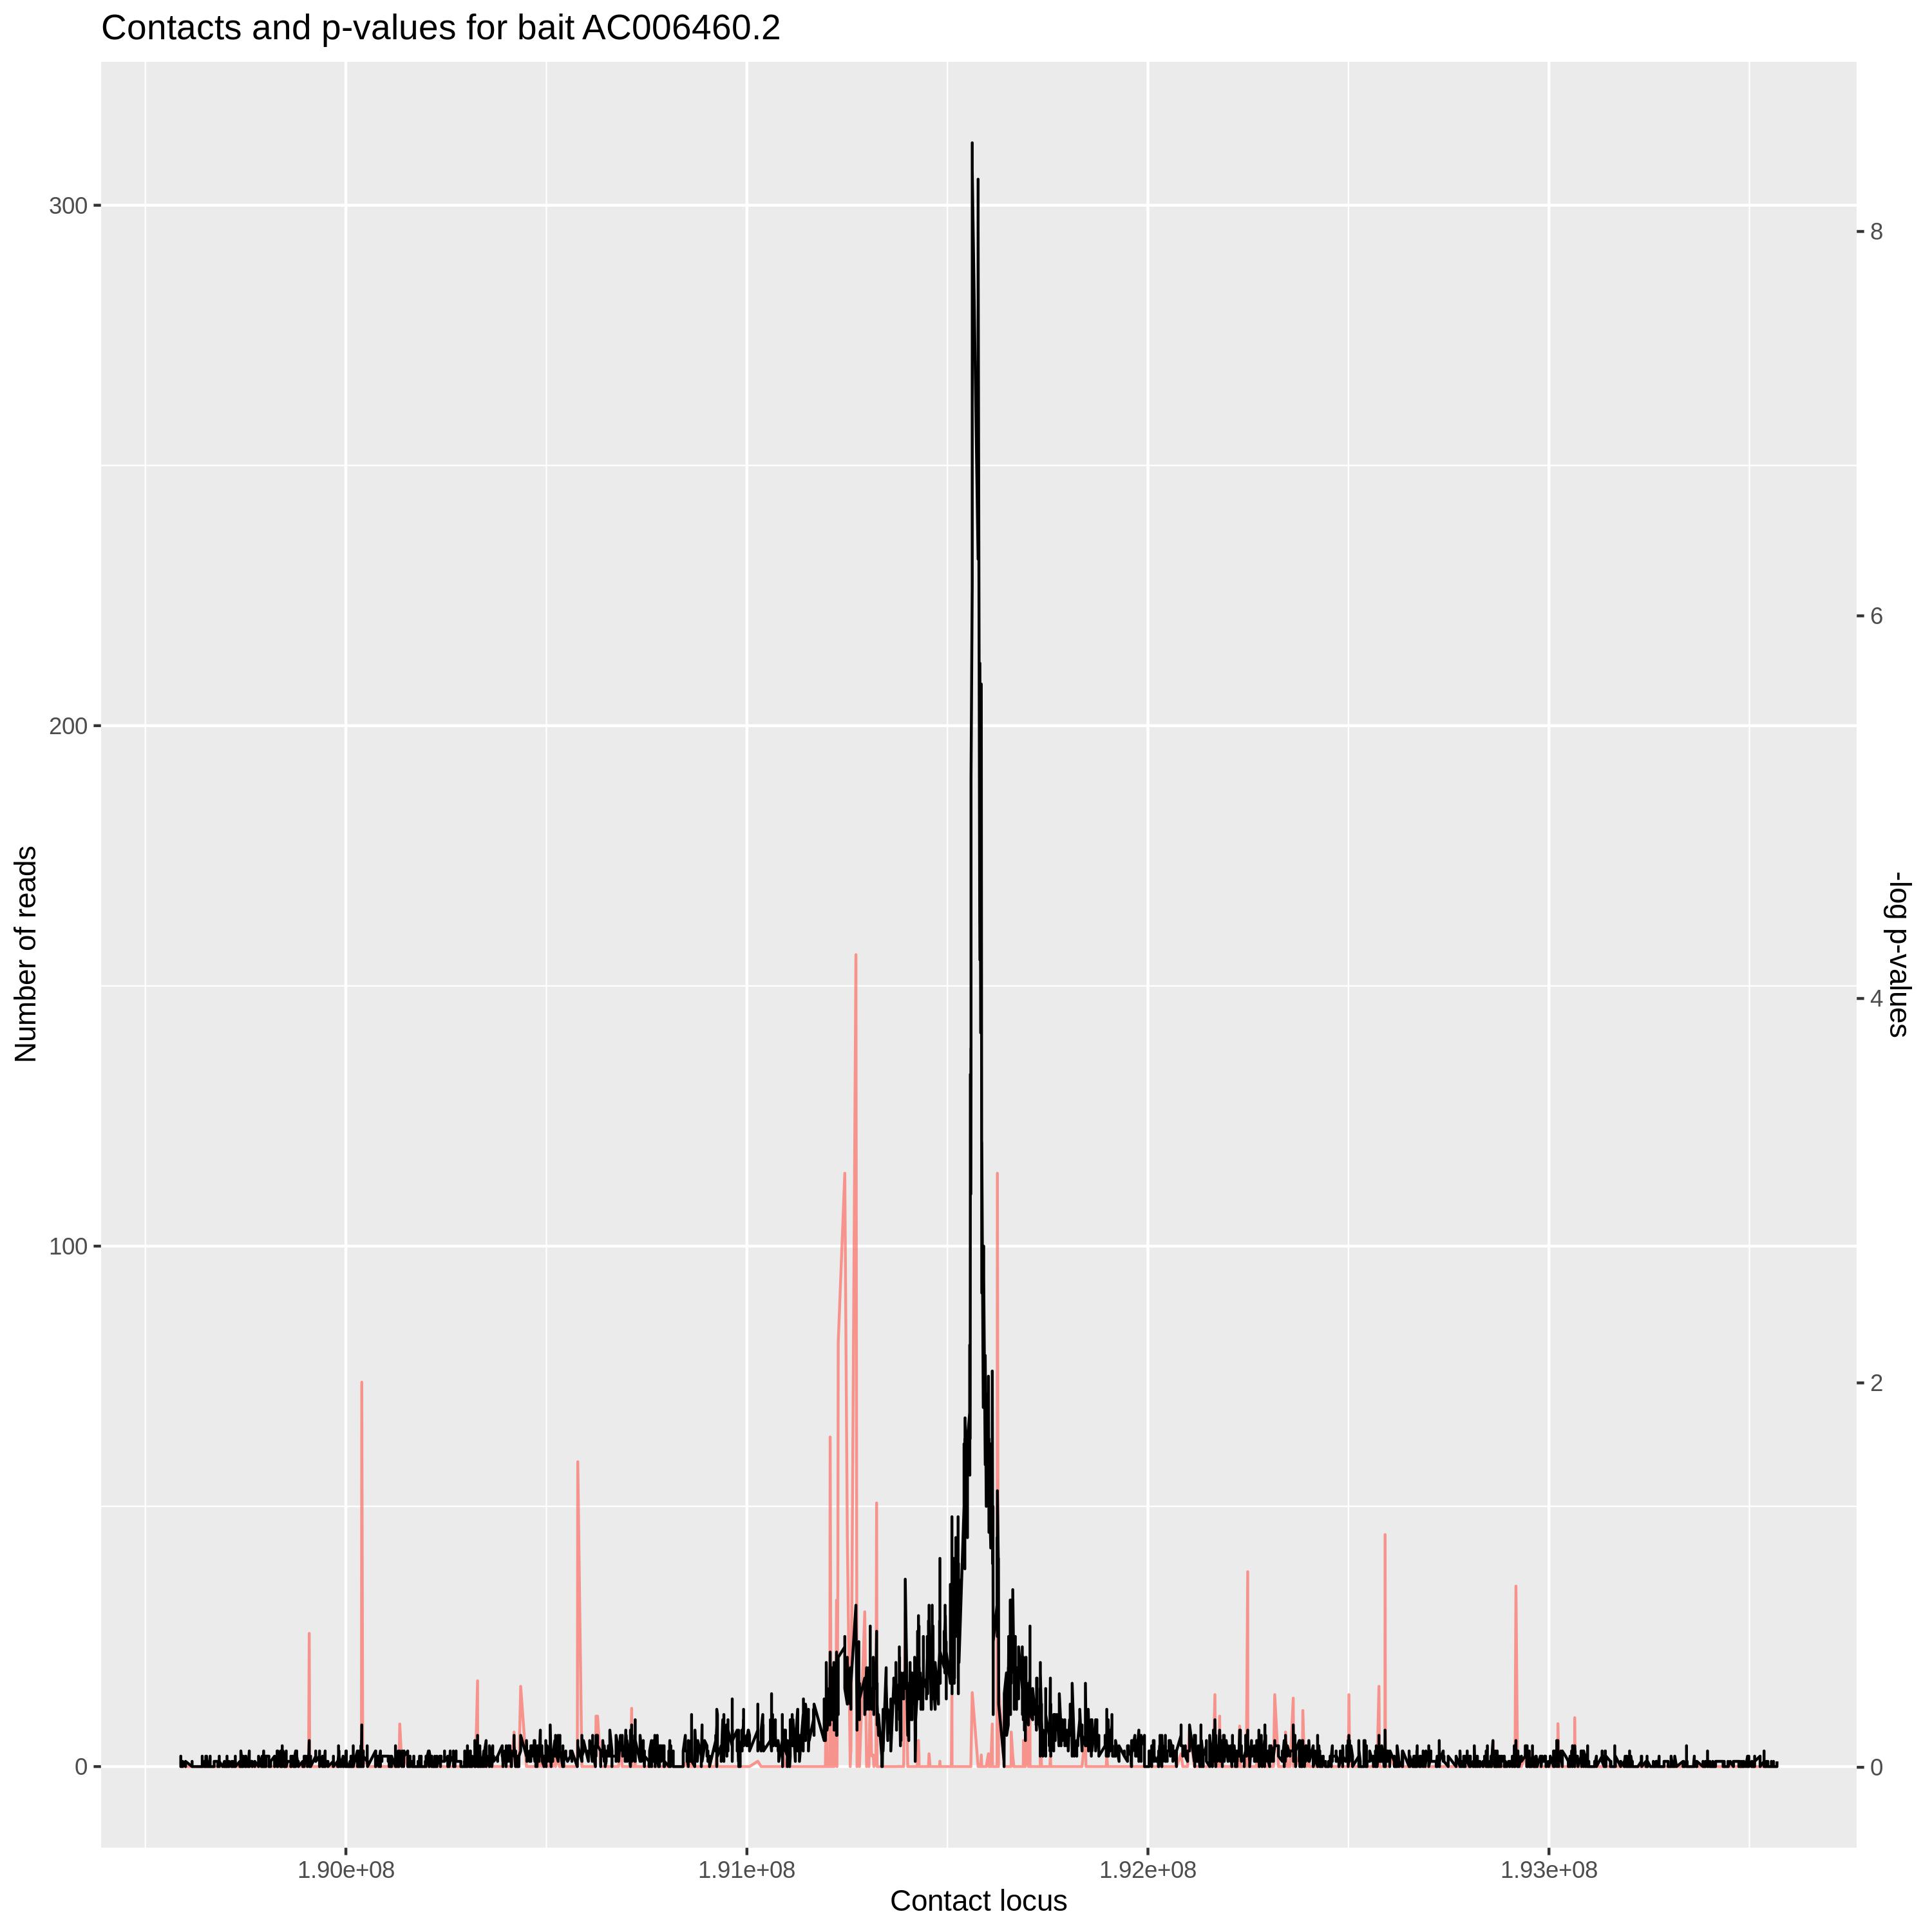 Contacts and p-values for bait AC006460.2
300
200
100
0
Number of reads
8
6
4
2
0
-log p-values
1.90e+08
1.91e+08
1.92e+08
1.93e+08
Contact locus